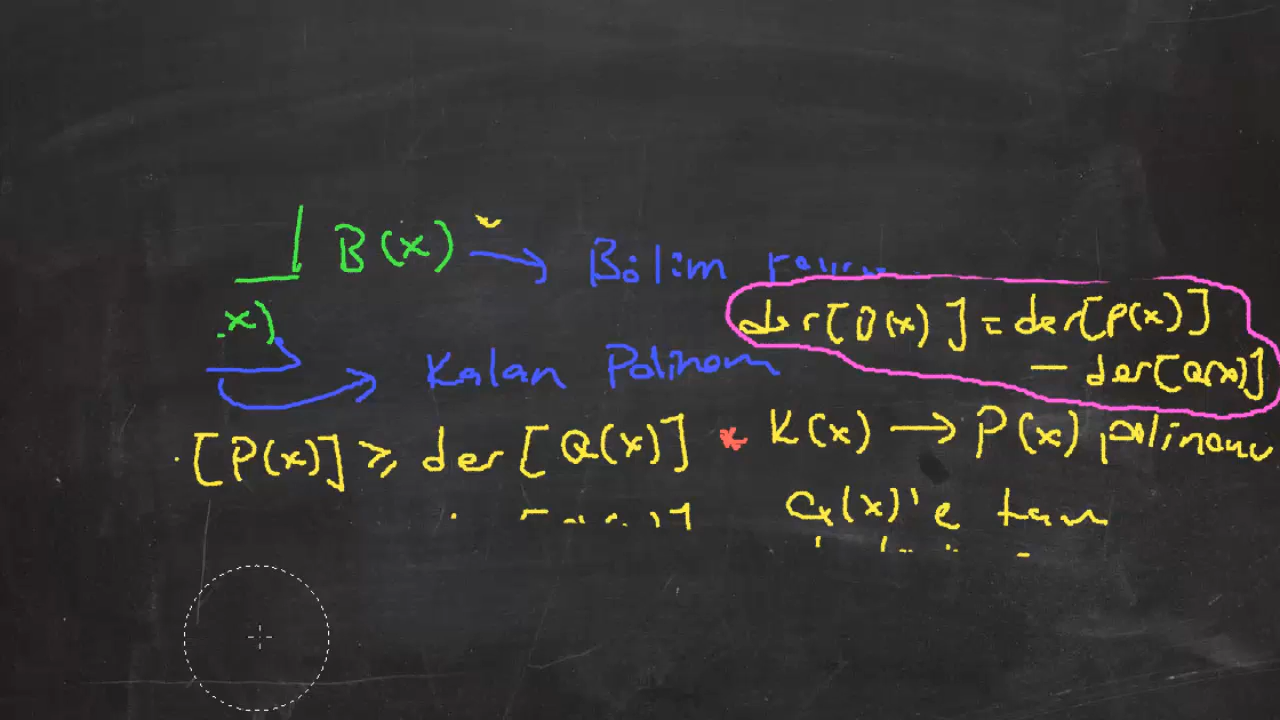 B(x) → Bölüm
der[B(x)] = der[P(x)]
x)
- der[Q(x)]
→ Kalan Polinom
[P(x)] ≥ der [Q(x)]
* K(x) → P(x) polinomu
Q(x)'e tam